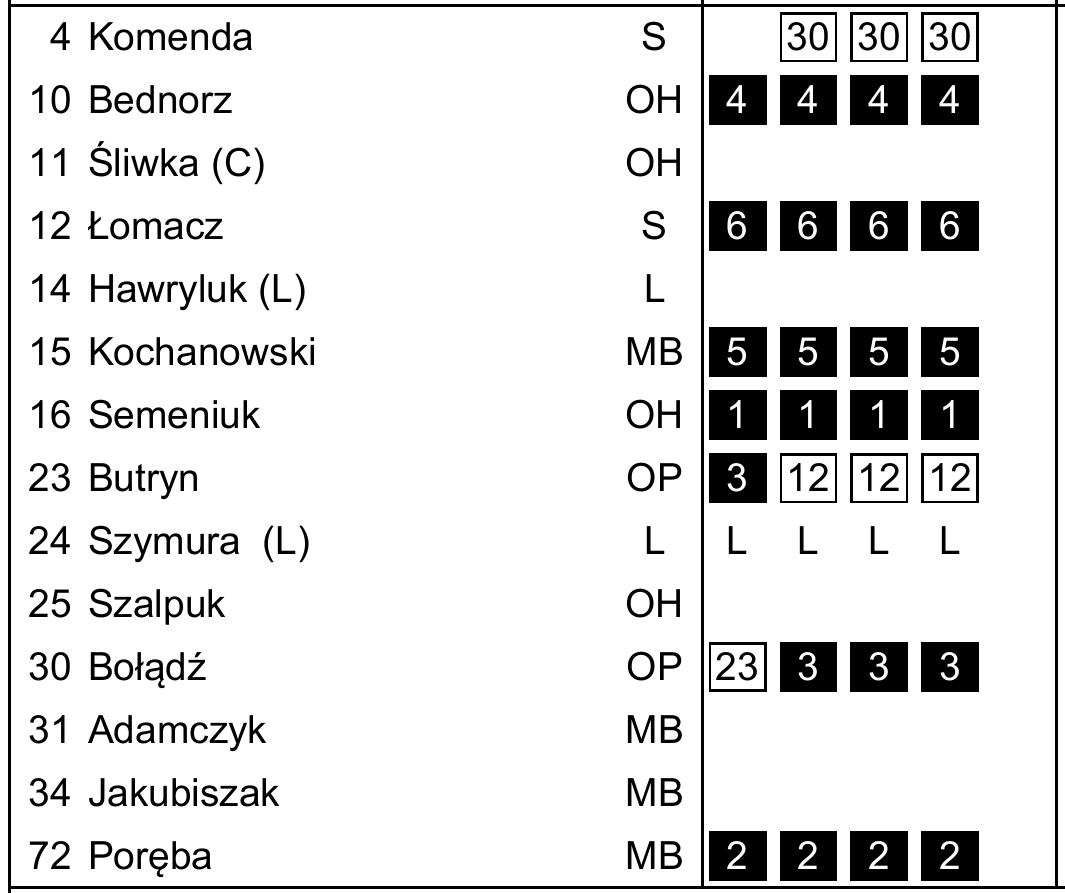 4 Komenda S 30 30 30
10 Bednorz OH 4 4 4 4
11 Śliwka (C) OH
12 Łomacz S 6 6 6 6
14 Hawryluk (L) L
15 Kochanowski MB 5 5 5 5
16 Semeniuk OH 1 1 1 1
23 Butryn OP 3 12 12 12
24 Szymura (L) L L L L L
25 Szalpuk OH
30 Bołądź OP 23 3 3 3
31 Adamczyk MB
34 Jakubiszak MB
72 Poręba MB 2 2 2 2